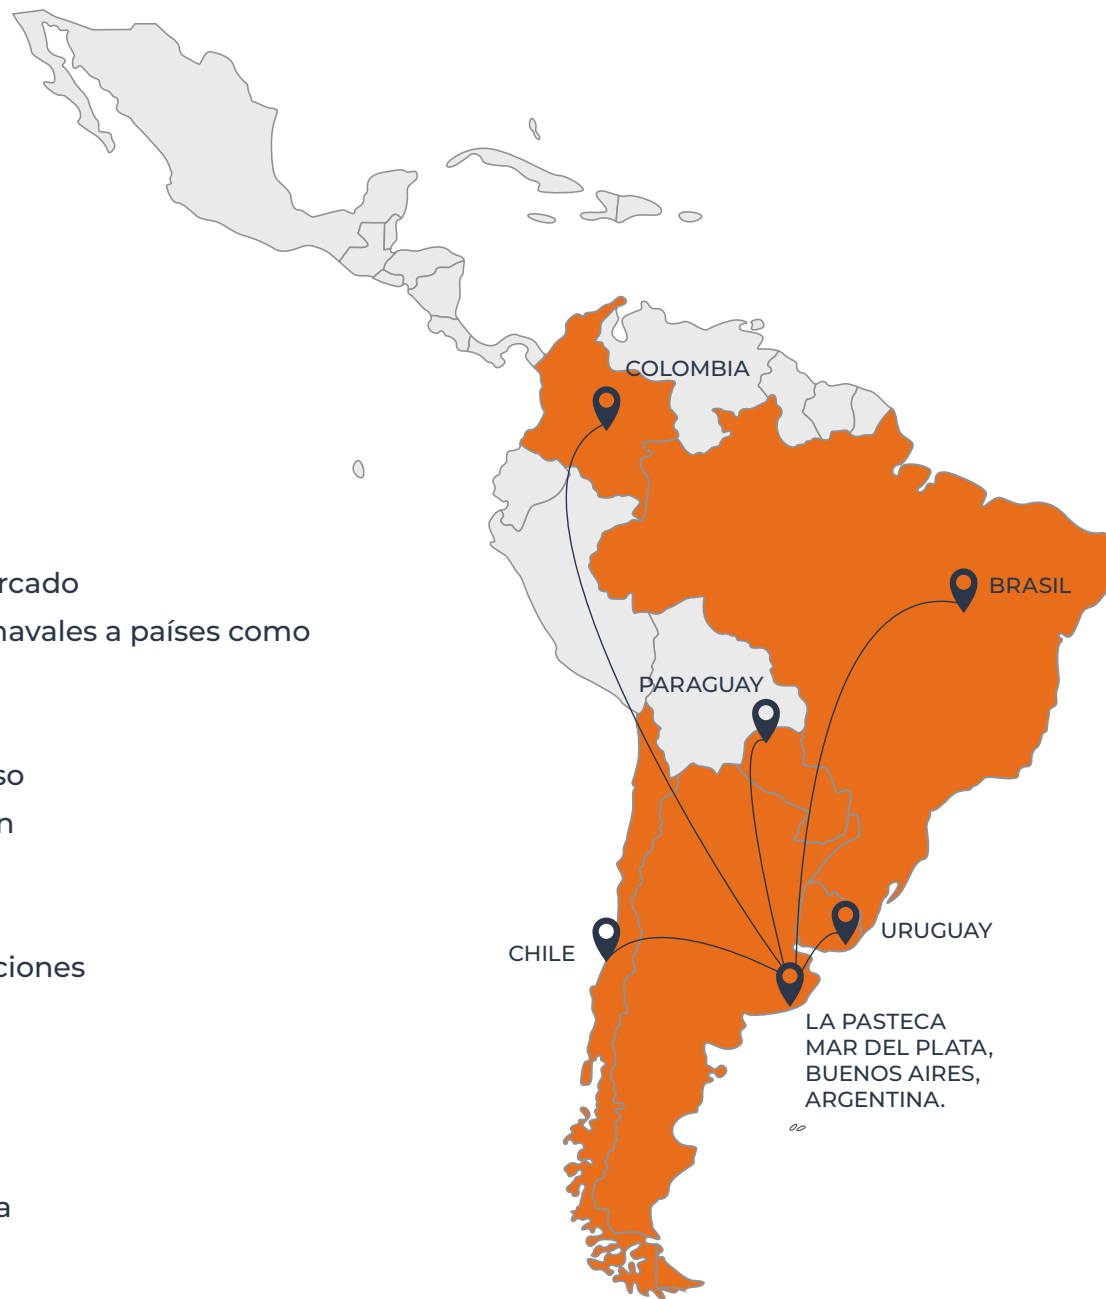 COLOMBIA
rcado
BRASIL
navales a países como
PARAGUAY
so
n
URUGUAY
CHILE
ciones
LA PASTECA
MAR DEL PLATA,
BUENOS AIRES,
ARGENTINA.
a